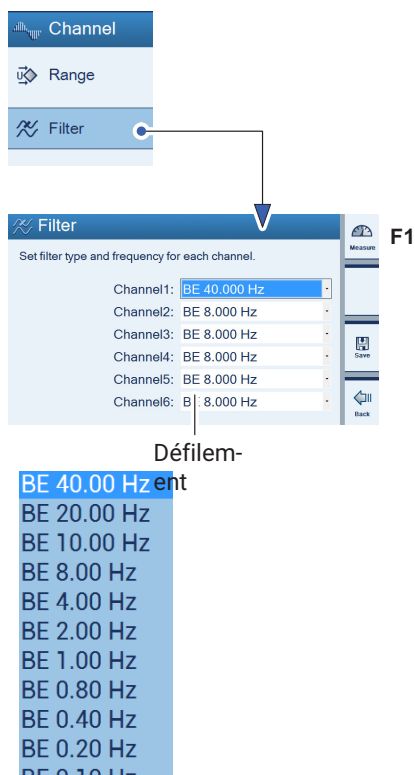 Channel
Range
Filter
Filter
Measure
F1
Set filter type and frequency for each channel.
Channel1: BE 40.000 Hz
Channel2: BE 8.000 Hz
Channel3: BE 8.000 Hz
Channel4: BE 8.000 Hz
Save
Channel5: BE 8.000 Hz
Channel6: BE 8.000 Hz
Back
Défilem-
ent
BE 40.00 Hz
BE 20.00 Hz
BE 10.00 Hz
BE 8.00 Hz
BE 4.00 Hz
BE 2.00 Hz
BE 1.00 Hz
BE 0.80 Hz
BE 0.40 Hz
BE 0.20 Hz
BE 0.10 Hz